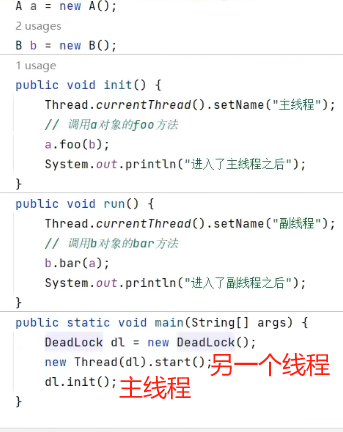 A a = new A();
2 usages
B b = new B();
1 usage
public void init() {
Thread.currentThread().setName("主线程");
// 调用a对象的foo方法
a.foo(b);
System.out.println("进入了主线程之后");
}
public void run() {
Thread.currentThread().setName("副线程");
// 调用b对象的bar方法
b.bar(a);
System.out.println("进入了副线程之后");
}
public static void main(String[] args) {
DeadLock dl = new DeadLock();
new Thread(dl).start(); 另一个线程
dl.init(); 主线程
}